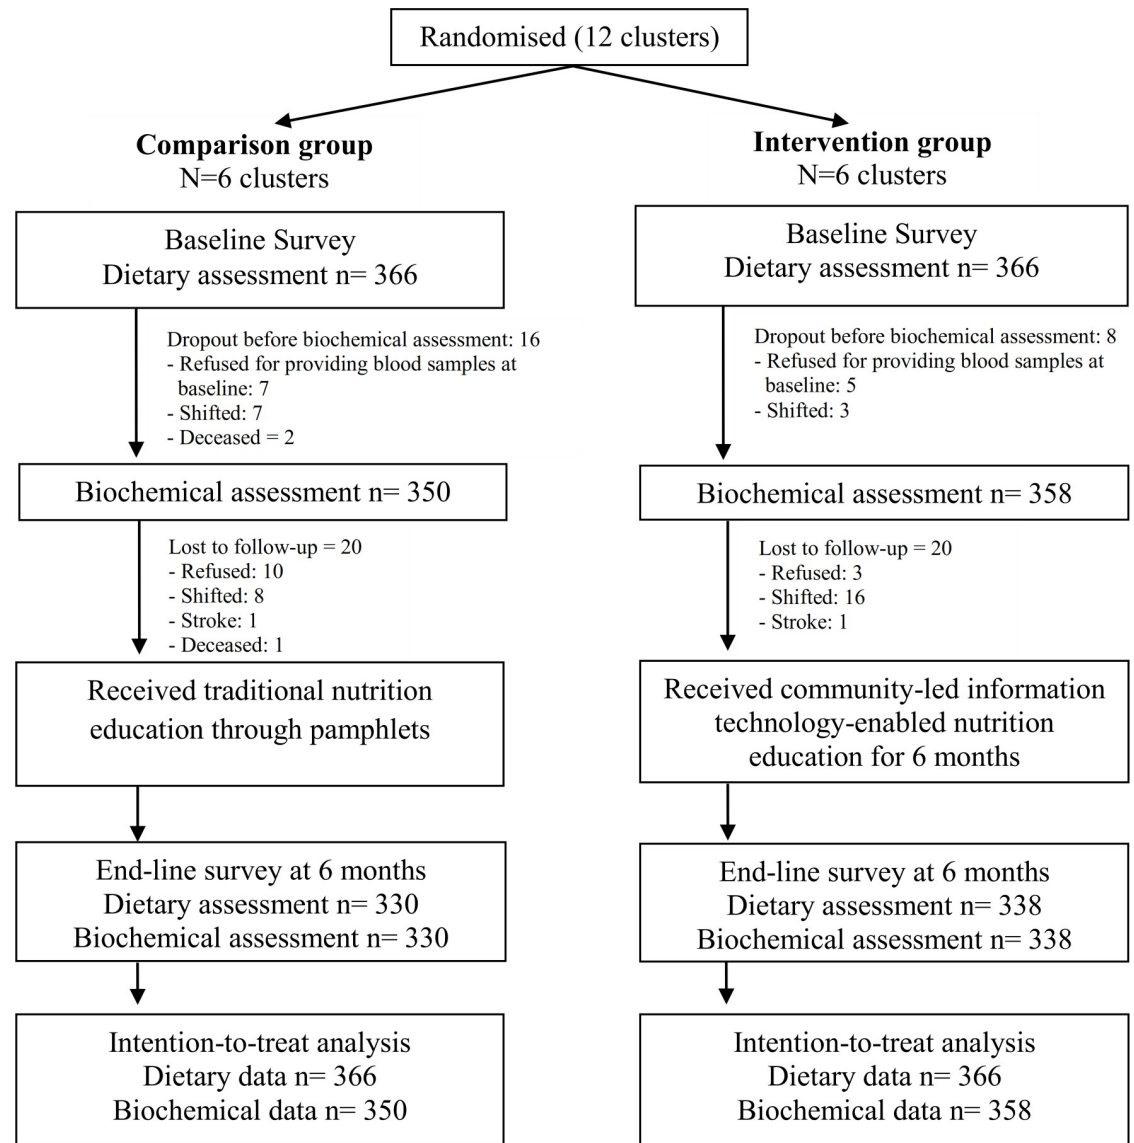 Randomised (12 clusters)
Comparison group
N=6 clusters
Baseline Survey
Dietary assessment n= 366
Dropout before biochemical assessment: 16
- Refused for providing blood samples at
baseline: 7
- Shifted: 7
- Deceased = 2
Biochemical assessment n= 350
Lost to follow-up = 20
- Refused: 10
- Shifted: 8
- Stroke: 1
- Deceased: 1
Received traditional nutrition
education through pamphlets
End-line survey at 6 months
Dietary assessment n= 330
Biochemical assessment n= 330
Intention-to-treat analysis
Dietary data n= 366
Biochemical data n= 350
Intervention group
N=6 clusters
Baseline Survey
Dietary assessment n= 366
Dropout before biochemical assessment: 8
- Refused for providing blood samples at
baseline: 5
- Shifted: 3
Biochemical assessment n= 358
Lost to follow-up = 20
- Refused: 3
- Shifted: 16
- Stroke: 1
Received community-led information
technology-enabled nutrition
education for 6 months
End-line survey at 6 months
Dietary assessment n= 338
Biochemical assessment n= 338
Intention-to-treat analysis
Dietary data n= 366
Biochemical data n= 358